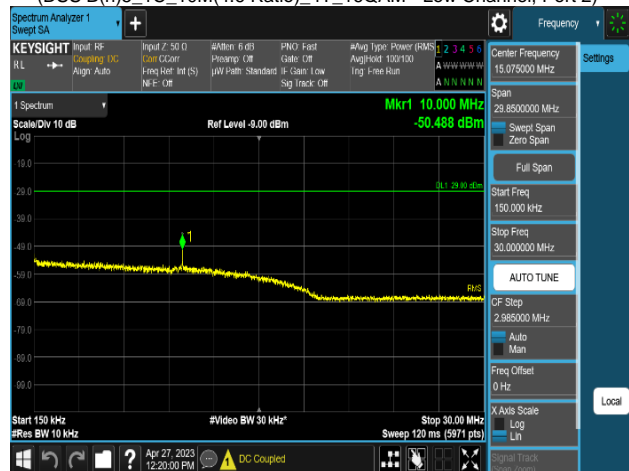 Spectrum Analyzer 1
Swept SA
Frequency
KEYSIGHT
RL
Input: RF
Coupling: DC
Align: Auto
Input Z: 50 Ω
Corr CCorr
Freq Ref: Int (S)
NFE: Off
#Atten: 6 dB
Preamp: Off
µW Path: Standard
PNO: Fast
Gate: Off
IF Gain: Low
Sig Track: Off
#Avg Type: Power (RMS
Avg|Hold: 100/100
Trig: Free Run
1 2 3 4 5 6
A W W W W W
A N N N N N
LW
1 Spectrum
Scale/Div 10 dB
Log
Ref Level -9.00 dBm
Mkr1 10.000 MHz
-50.488 dBm
-19.0
-29.0
-39.0
-49.0
-59.0
-69.0
-79.0
-89.0
-99.0
1
RMS
Start 150 kHz
#Res BW 10 kHz
#Video BW 30 kHz*
Stop 30.00 MHz
Sweep 120 ms (5971 pts)
Center Frequency
15.075000 MHz
Settings
Span
29.8500000 MHz
Swept Span
Zero Span
Full Span
Start Freq
150.000 kHz
Stop Freq
30.000000 MHz
AUTO TUNE
CF Step
2.985000 MHz
Auto
Man
Freq Offset
0 Hz
X Axis Scale
Log
Lin
Signal Track
Local
?
Apr 27, 2023
12:20:00 PM
DC Coupled